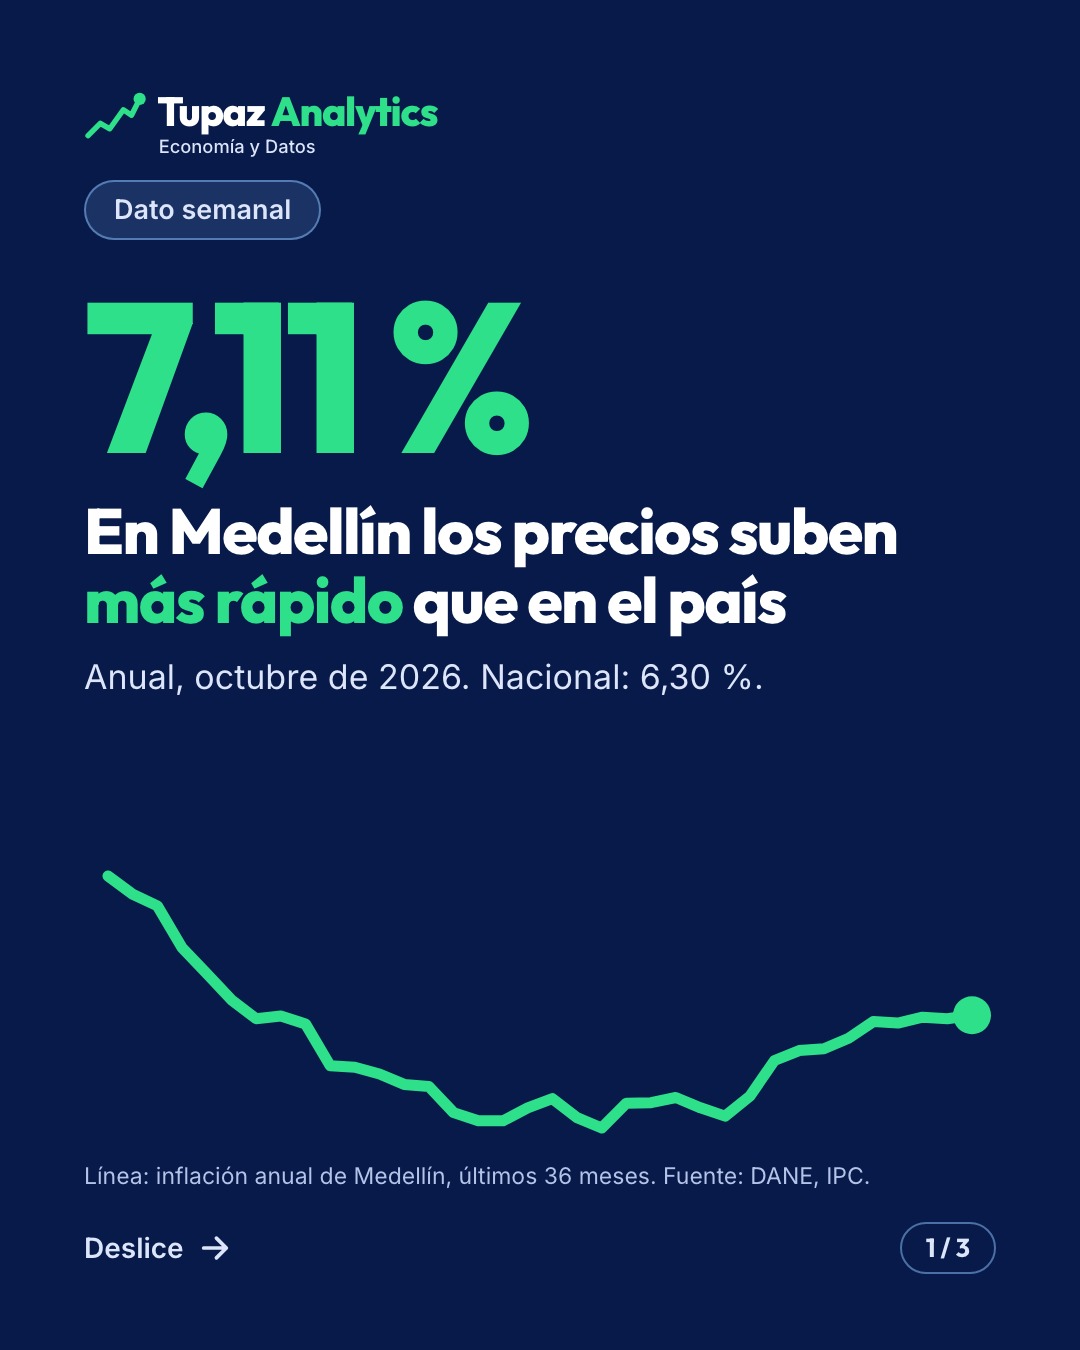 Tupaz Analytics
Economía y Datos
Dato semanal
7,11 %
En Medellín los precios suben
más rápido que en el país
Anual, octubre de 2026. Nacional: 6,30 %.
Línea: inflación anual de Medellín, últimos 36 meses. Fuente: DANE, IPC.
Deslice →
1 / 3